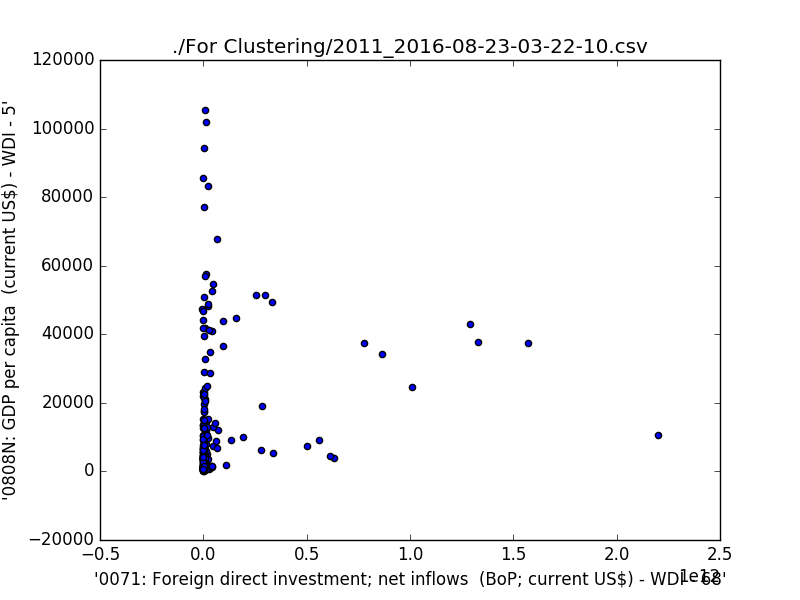 ./For Clustering/2011_2016-08-23-03-22-10.csv
120000
100000
80000
60000
40000
20000
0
−20000
'0808N: GDP per capita  (current US$) - WDI - 5'
−0.5 0.0 0.5 1.0 1.5 2.0 2.5
1e12
'0071: Foreign direct investment; net inflows  (BoP; current US$) - WDI - 68'